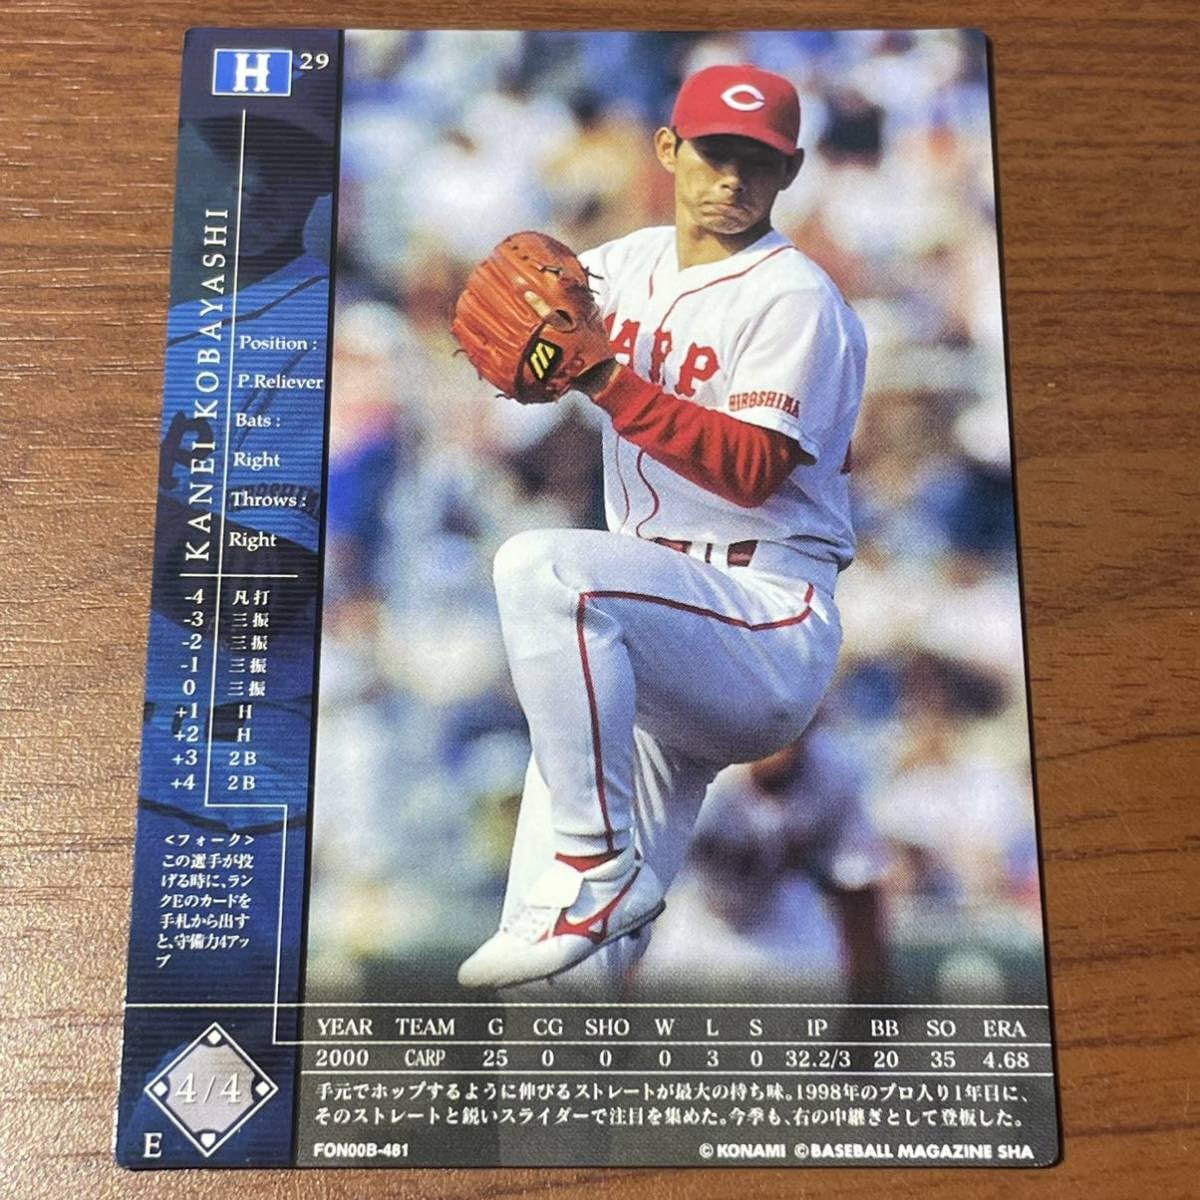 H 29
KANEI KOBAYASHI
Position :
P.Reliever
Bats :
Right
Throws :
Right
-4 凡打
-3 三振
-2 三振
-1 三振
0 三振
+1 H
+2 H
+3 2B
+4 2B
<フォーク>
この選手が投
げる時に、ラン
クEのカードを
手札から出す
と、守備力4アッ
プ
4/4
E
C
ARP
HIROSHIMA
YEAR TEAM G CG SHO W L S IP BB SO ERA
2000 CARP 25 0 0 0 3 0 32.2/3 20 35 4.68
手元でホップするように伸びるストレートが最大の持ち味。1998年のプロ入り1年目に、
そのストレートと鋭いスライダーで注目を集めた。今季も、右の中継ぎとして登板した。
FON00B-481
©KONAMI ©BASEBALL MAGAZINE SHA